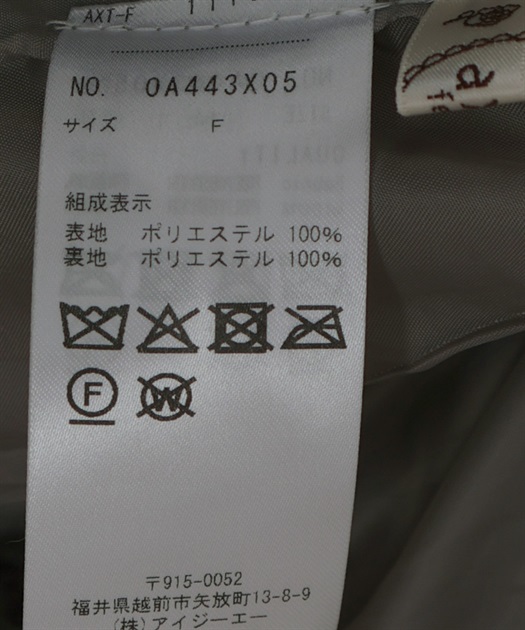 AXT-F
NO. 0A443X05
サイズ F
組成表示
表地 ポリエステル 100%
裏地 ポリエステル 100%
F
W
〒915-0052
福井県越前市矢放町13-8-9
(株)アイジーエー